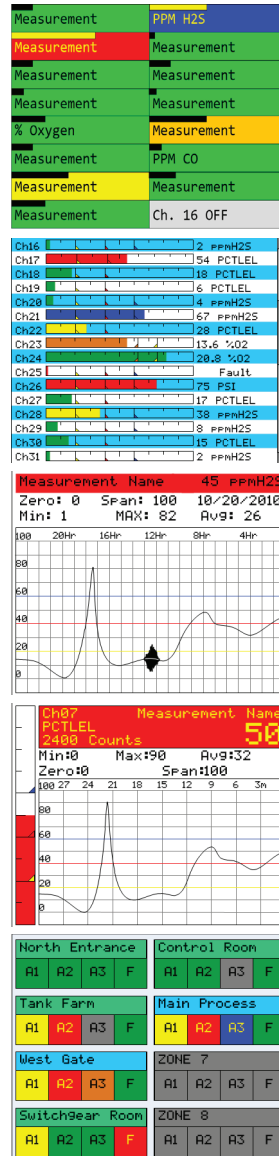 Measurement PPM H2S
Measurement Measurement
Measurement Measurement
Measurement Measurement
% Oxygen Measurement
Measurement PPM CO
Measurement Measurement
Measurement Ch. 16 OFF
Ch16 2 ppmH2S
Ch17 54 PCTLEL
Ch18 18 PCTLEL
Ch19 6 PCTLEL
Ch20 4 ppmH2S
Ch21 67 ppmH2S
Ch22 28 PCTLEL
Ch23 13.6 %O2
Ch24 20.8 %O2
Ch25 Fault
Ch26 75 PSI
Ch27 17 PCTLEL
Ch28 38 ppmH2S
Ch29 8 ppmH2S
Ch30 15 PCTLEL
Ch31 2 ppmH2S
Measurement Name 45 ppmH2S
Zero: 0 Span: 100 10/20/2010
Min: 1 MAX: 82 Avg: 26
100 20Hr 16Hr 12Hr 8Hr 4Hr
80
60
40
20
0
Ch07 Measurement Name
PCTLEL 50
2400 Counts
Min:0 Max:90 Avg:32
Zero:0 Span:100
100 27 24 21 18 15 12 9 6 3m
80
60
40
20
0
North Entrance Control Room
A1 A2 A3 F A1 A2 A3 F
Tank Farm Main Process
A1 A2 A3 F A1 A2 A3 F
West Gate ZONE 7
A1 A2 A3 F A1 A2 A3 F
Switchgear Room ZONE 8
A1 A2 A3 F A1 A2 A3 F